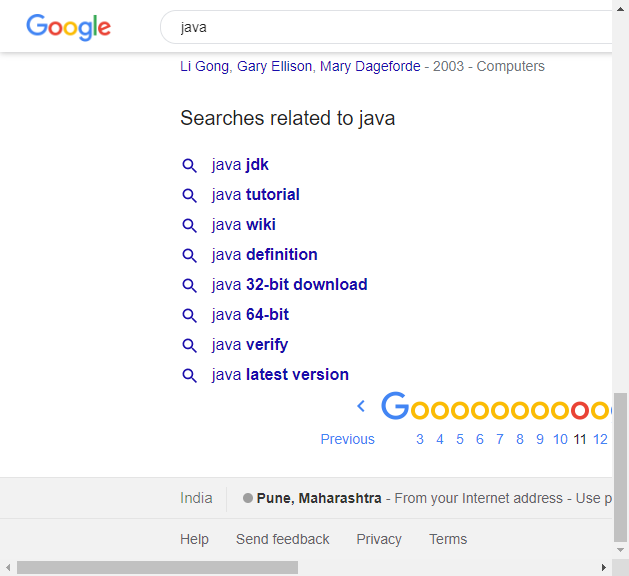 Google
java
Li Gong, Gary Ellison, Mary Dageforde - 2003 - Computers
Searches related to java
java jdk
java tutorial
java wiki
java definition
java 32-bit download
java 64-bit
java verify
java latest version
Previous 3 4 5 6 7 8 9 10 11 12
India Pune, Maharashtra - From your Internet address - Use p
Help Send feedback Privacy Terms